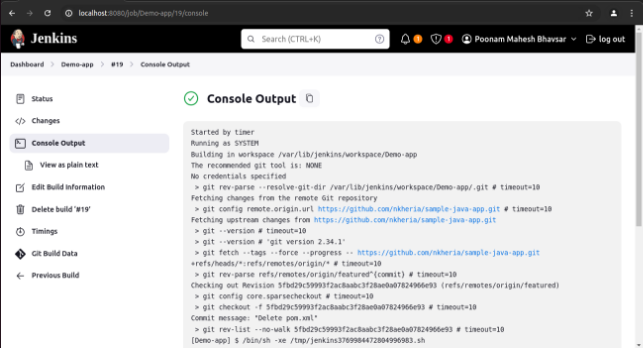 localhost:8080/job/Demo-app/19/console
Jenkins
Search (CTRL+K)
1
1
Poonam Mahesh Bhavsar
log out
Dashboard > Demo-app > #19 > Console Output
Status
Changes
Console Output
View as plain text
Edit Build Information
Delete build '#19'
Timings
Git Build Data
Previous Build
Console Output
Started by timer
Running as SYSTEM
Building in workspace /var/lib/jenkins/workspace/Demo-app
The recommended git tool is: NONE
No credentials specified
> git rev-parse --resolve-git-dir /var/lib/jenkins/workspace/Demo-app/.git # timeout=10
Fetching changes from the remote Git repository
> git config remote.origin.url https://github.com/nkheria/sample-java-app.git # timeout=10
Fetching upstream changes from https://github.com/nkheria/sample-java-app.git
> git --version # timeout=10
> git --version # 'git version 2.34.1'
> git fetch --tags --force --progress -- https://github.com/nkheria/sample-java-app.git
+refs/heads/*:refs/remotes/origin/* # timeout=10
> git rev-parse refs/remotes/origin/featured^{commit} # timeout=10
Checking out Revision 5fbd29c59993f2ac8aabc3f28ae0a07824966e93 (refs/remotes/origin/featured)
> git config core.sparsecheckout # timeout=10
> git checkout -f 5fbd29c59993f2ac8aabc3f28ae0a07824966e93 # timeout=10
Commit message: "Delete pom.xml"
> git rev-list --no-walk 5fbd29c59993f2ac8aabc3f28ae0a07824966e93 # timeout=10
[Demo-app] $ /bin/sh -xe /tmp/jenkins3769984472804996983.sh